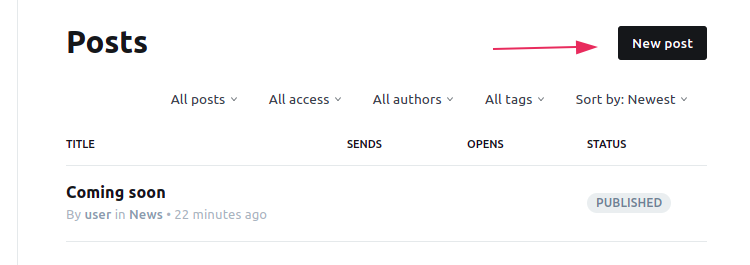 Posts
New post
All posts All access All authors All tags Sort by: Newest
TITLE SENDS OPENS STATUS
Coming soon
PUBLISHED
By user in News • 22 minutes ago